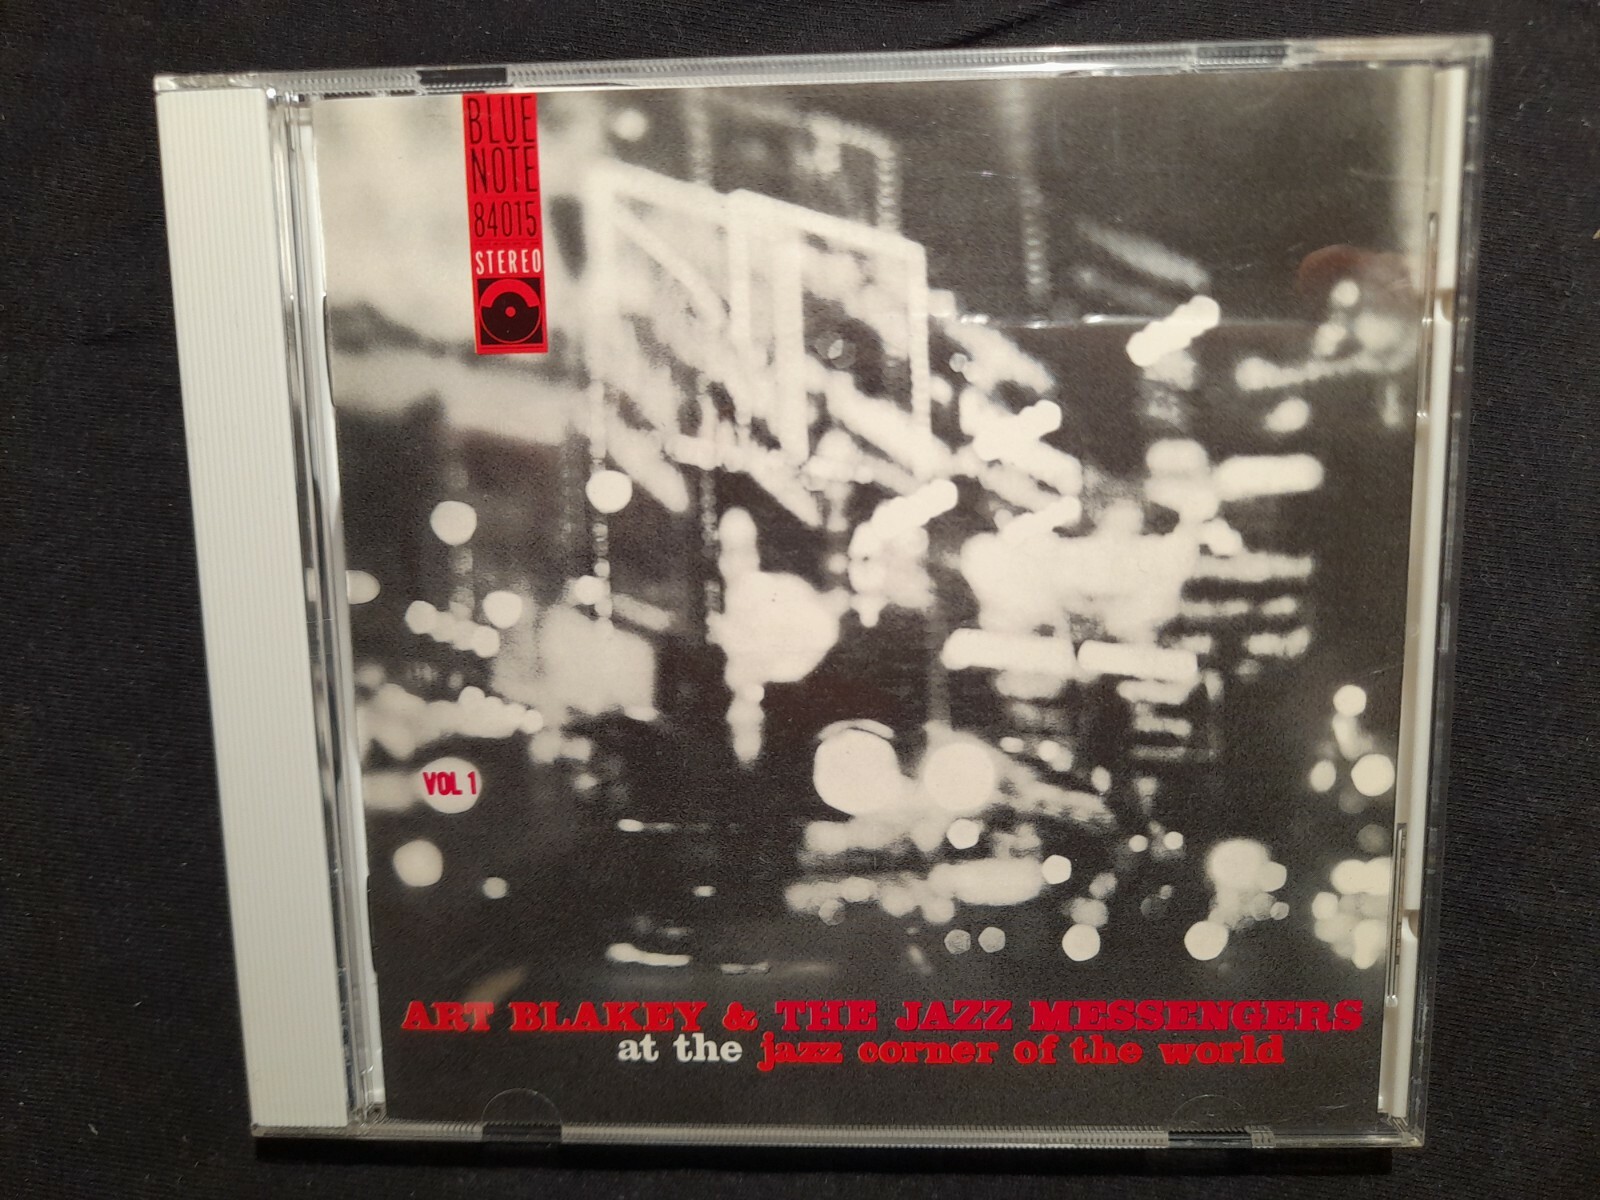 BLUE
NOTE
84015
STEREO
VOL 1
ART BLAKEY & THE JAZZ MESSENGERS
at the jazz corner of the world